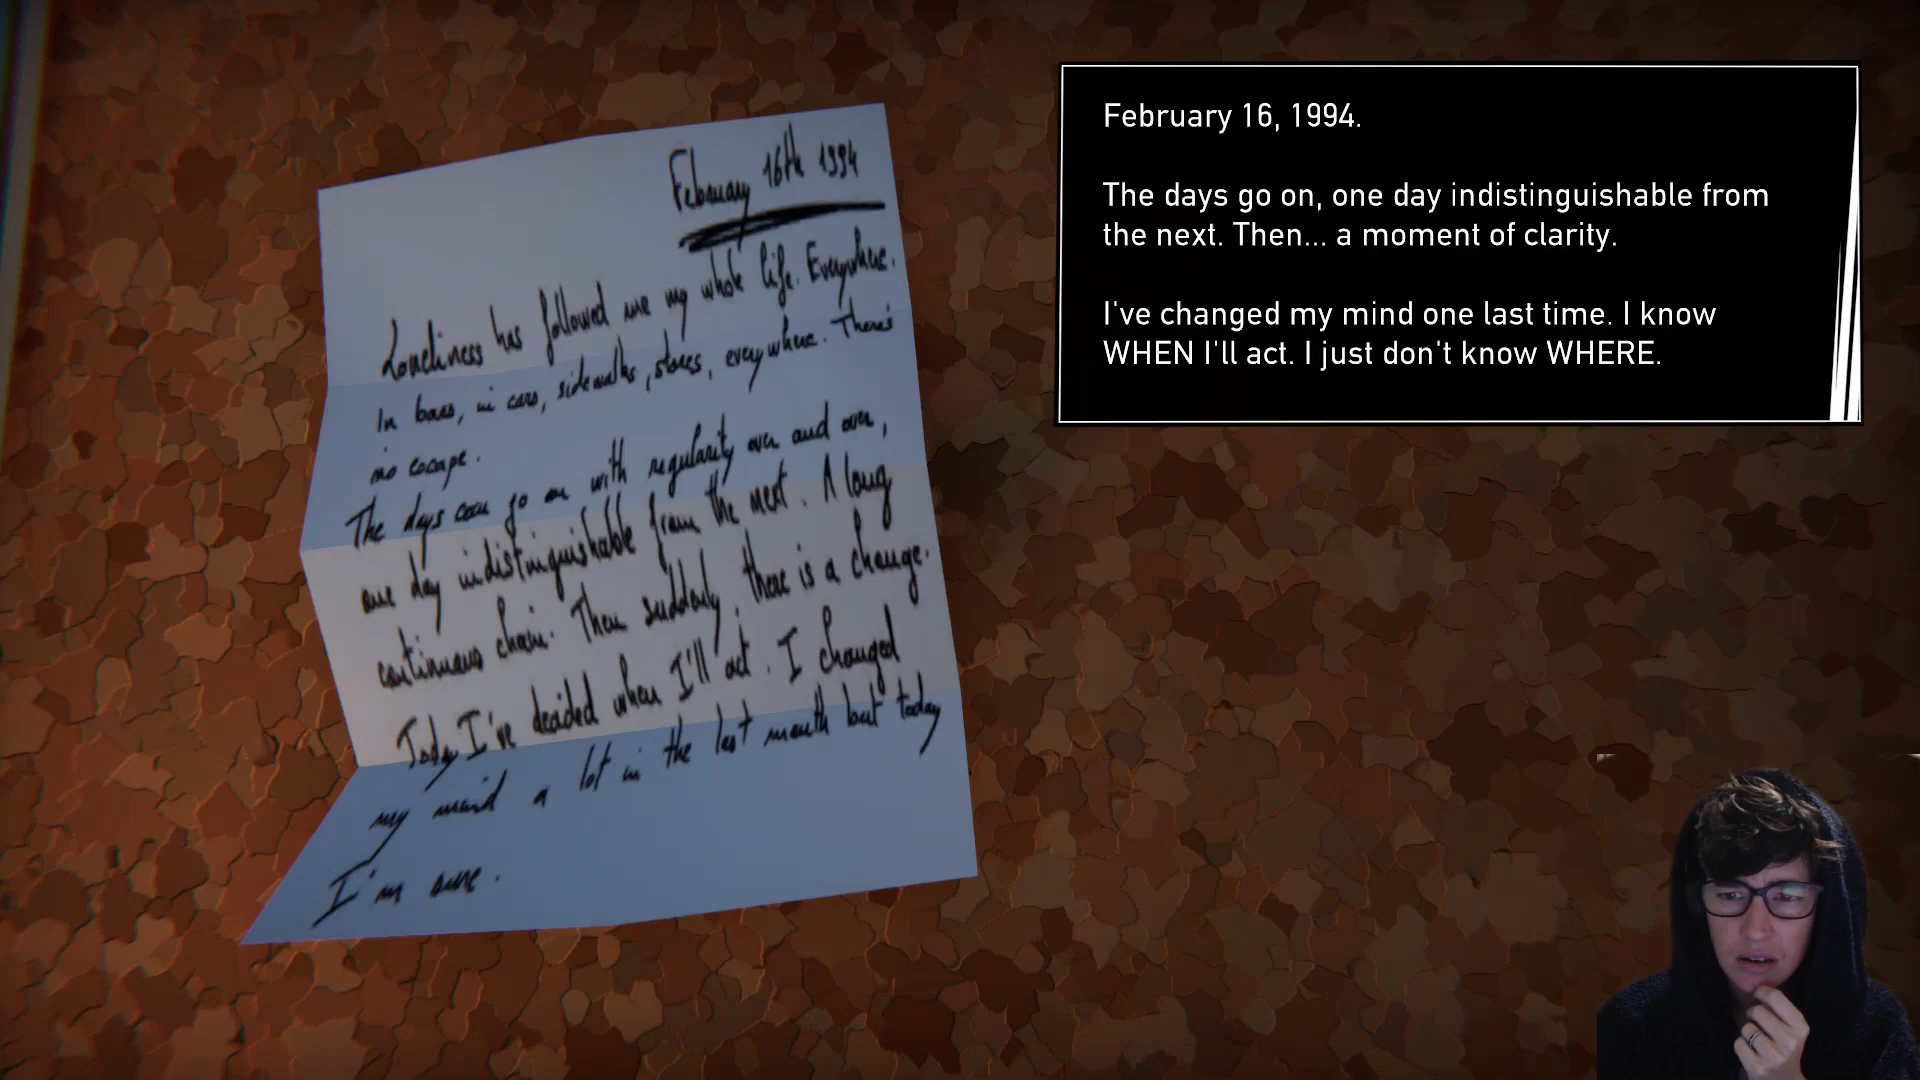 February 16th 1994
Loneliness has followed me my whole life. Everywhere.
In bars, in cars, sidewalks, stores, everywhere. There's
no escape.
The days can go on with regularity over and over,
one day indistinguishable from the next. A long
continuous chain. Then suddenly, there is a change.
Today I've decided when I'll act. I changed
my mind a lot in the last month but today
I'm sure.
February 16, 1994.
The days go on, one day indistinguishable from
the next. Then... a moment of clarity.
I've changed my mind one last time. I know
WHEN I'll act. I just don't know WHERE.